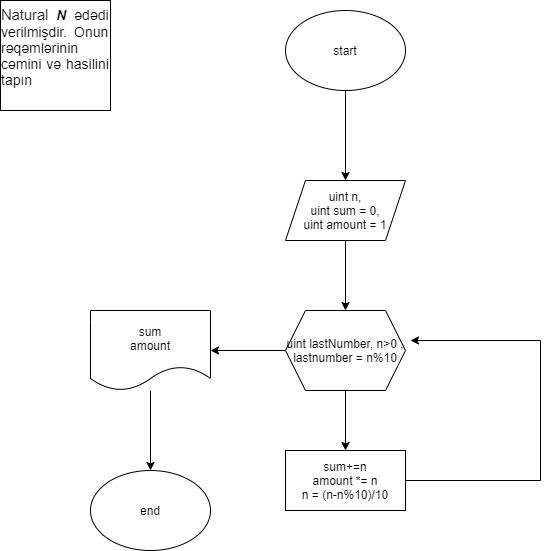 Natural N ədədi
verilmişdir. Onun
rəqəmlərinin
cəmini və hasilini
tapın
start
uint n,
uint sum = 0,
uint amount = 1
uint lastNumber, n>0 ,
lastnumber = n%10
sum
amount
sum+=n
amount *= n
n = (n-n%10)/10
end